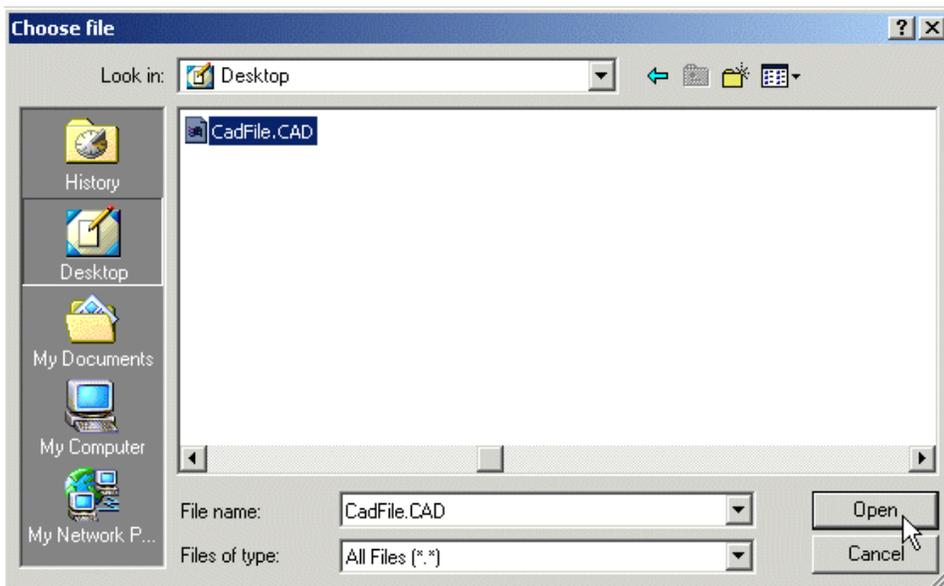 Choose file
Look in: Desktop
CadFile.CAD
History
Desktop
My Documents
My Computer
My Network P...
File name: CadFile.CAD Open
Files of type: All Files (*.*) Cancel